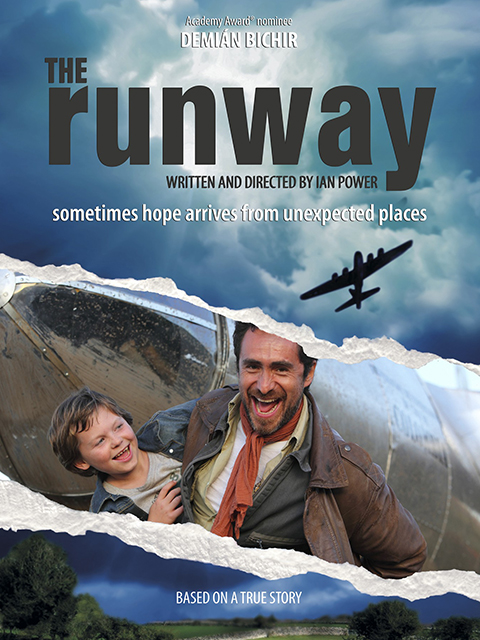 Academy Award® nominee
DEMIÁN BICHIR
THE
runway
WRITTEN AND DIRECTED BY IAN POWER
sometimes hope arrives from unexpected places
BASED ON A TRUE STORY